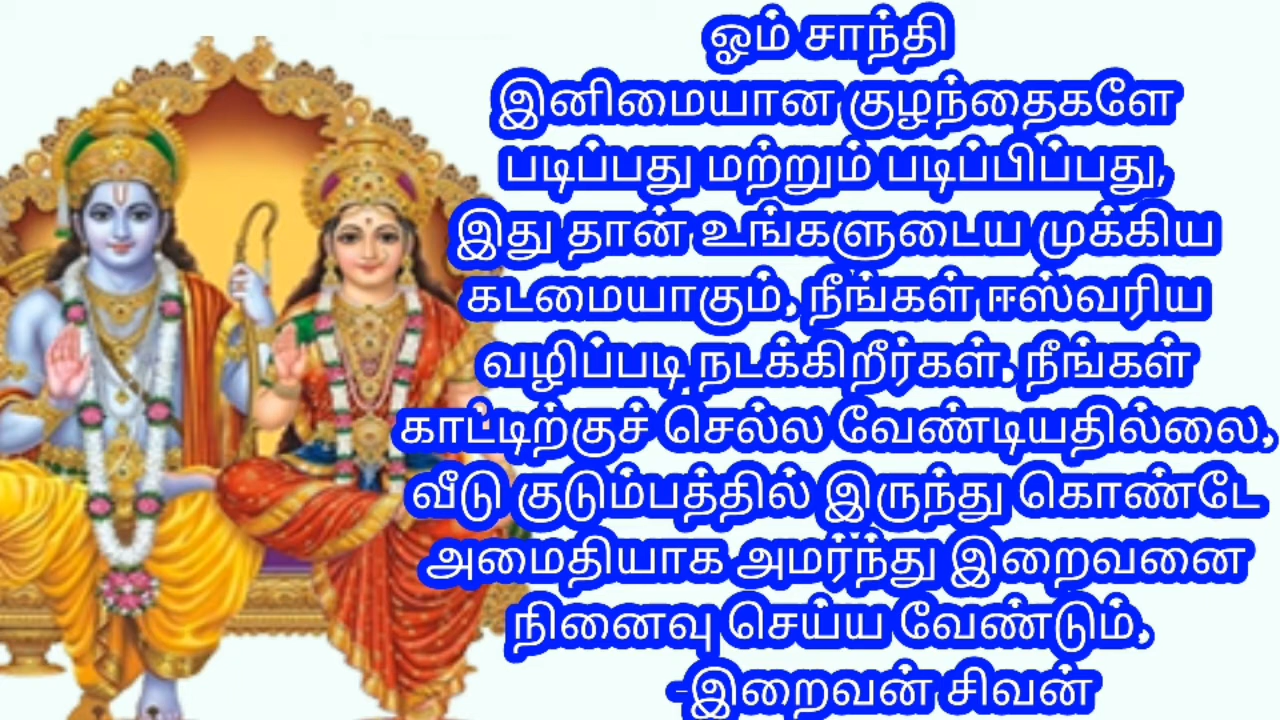 ஓம் சாந்தி
இனிமையான குழந்தைகளே
படிப்பது மற்றும் படிப்பிப்பது,
இது தான் உங்களுடைய முக்கிய
கடமையாகும், நீங்கள் ஈஸ்வரிய
வழிப்படி நடக்கிறீர்கள், நீங்கள்
காட்டிற்குச் செல்ல வேண்டியதில்லை,
வீடு குடும்பத்தில் இருந்து கொண்டே
அமைதியாக அமர்ந்து இறைவனை
நினைவு செய்ய வேண்டும்,
-இறைவன் சிவன்